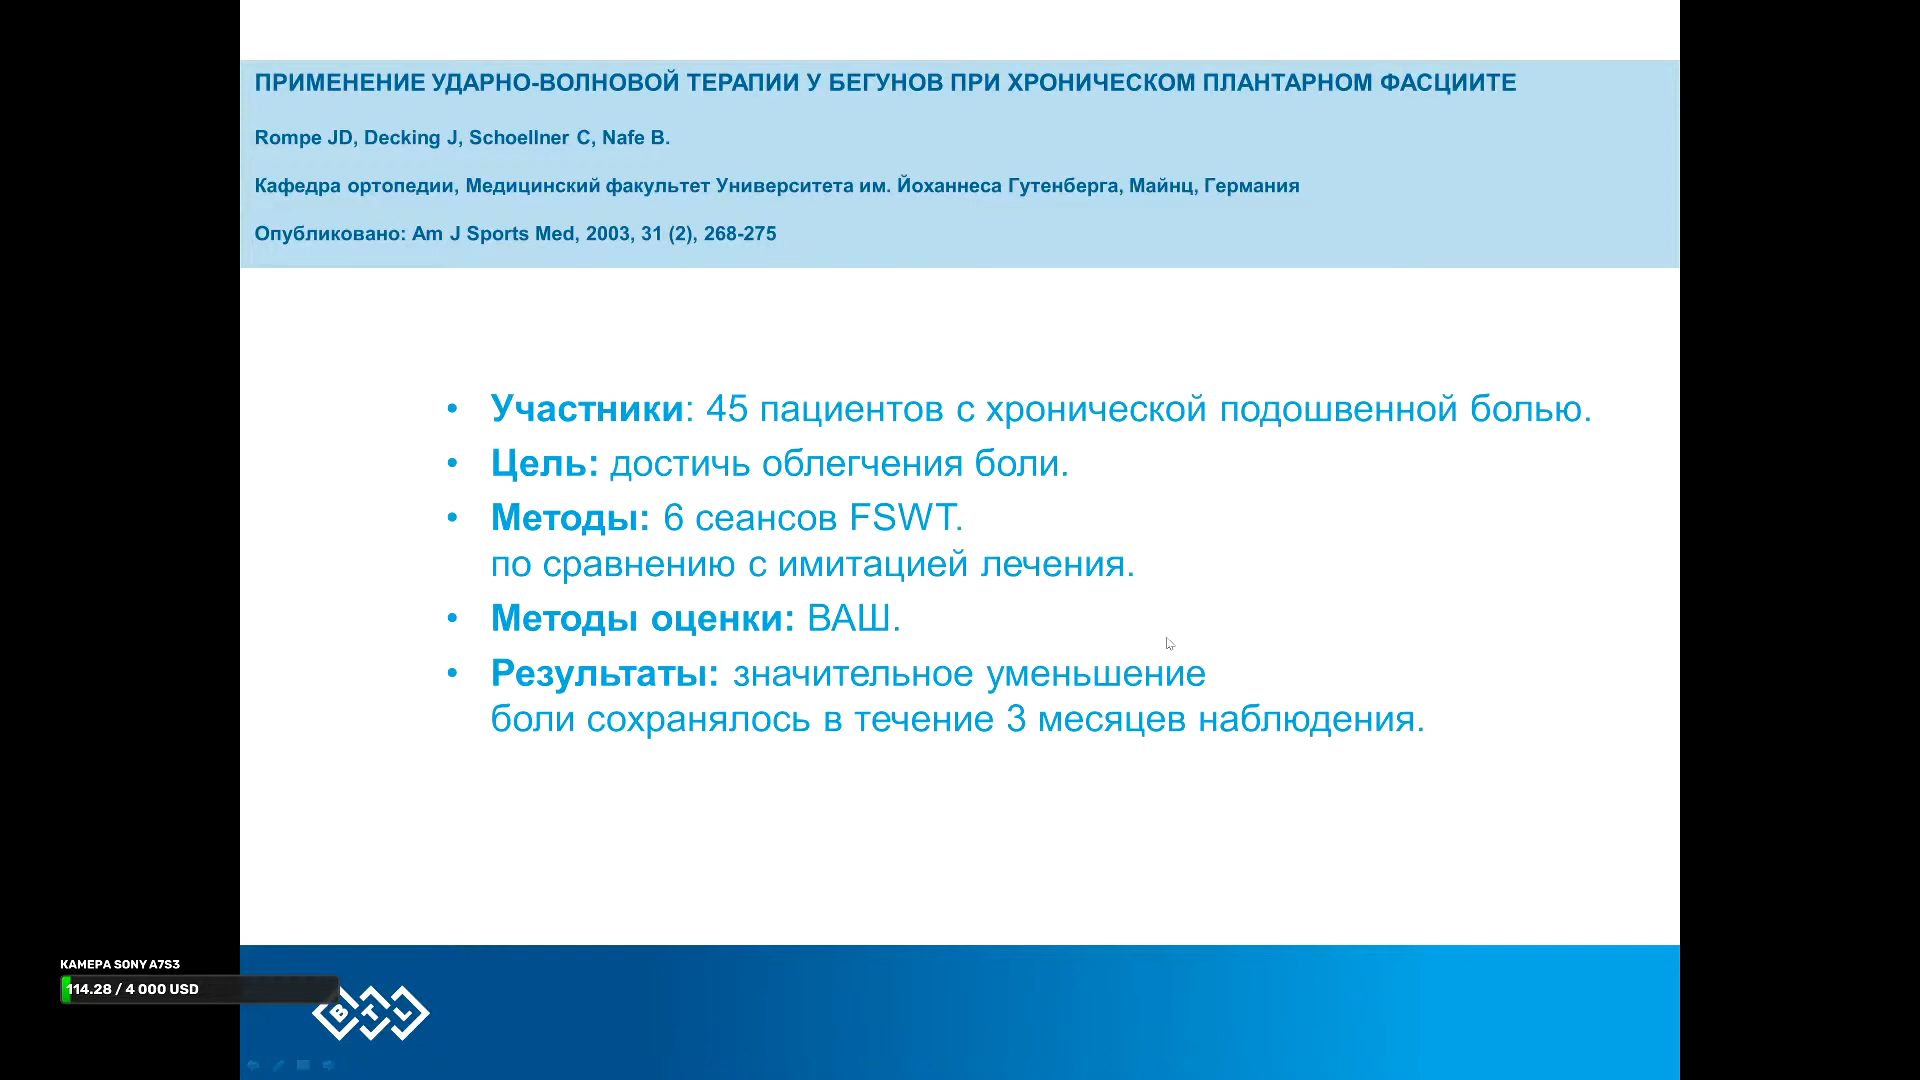 ПРИМЕНЕНИЕ УДАРНО-ВОЛНОВОЙ ТЕРАПИИ У БЕГУНОВ ПРИ ХРОНИЧЕСКОМ ПЛАНТАРНОМ ФАСЦИИТЕ
Rompe JD, Decking J, Schoellner C, Nafe B.
Кафедра ортопедии, Медицинский факультет Университета им. Йоханнеса Гутенберга, Майнц, Германия
Опубликовано: Am J Sports Med, 2003, 31 (2), 268-275
• Участники: 45 пациентов с хронической подошвенной болью.
• Цель: достичь облегчения боли.
• Методы: 6 сеансов FSWT.
по сравнению с имитацией лечения.
• Методы оценки: ВАШ.
• Результаты: значительное уменьшение
боли сохранялось в течение 3 месяцев наблюдения.
КАМЕРА SONY A7S3
114.28 / 4 000 USD
BTL